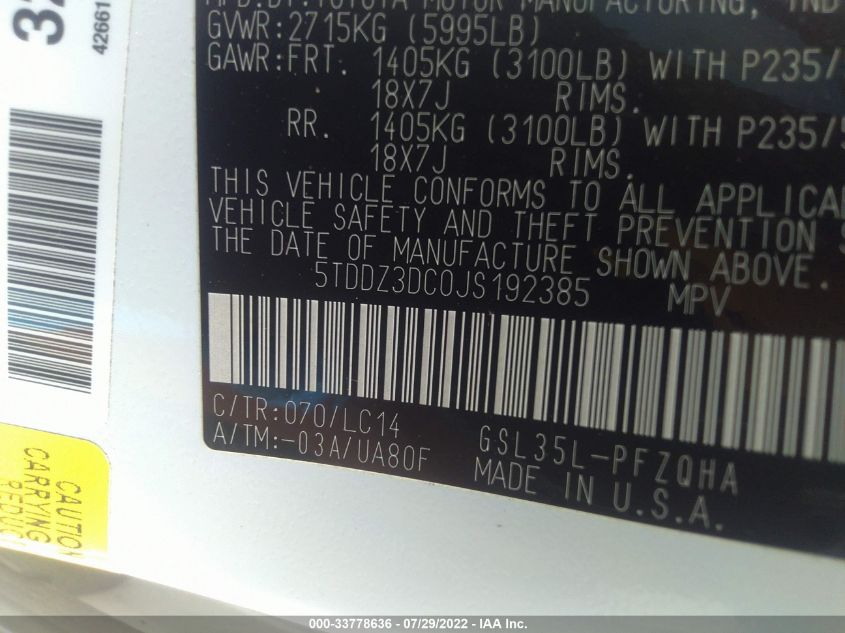 32
42661
MFD.BY:TOYOTA MOTOR MANUFACTURING, IND
GVWR:2715KG (5995LB)
GAWR:FRT. 1405KG (3100LB) WITH P235/
18X7J RIMS.
RR. 1405KG (3100LB) WITH P235/5
18X7J RIMS.
THIS VEHICLE CONFORMS TO ALL APPLICA
VEHICLE SAFETY AND THEFT PREVENTION S
THE DATE OF MANUFACTURE SHOWN ABOVE.
5TDDZ3DC0JS192385 MPV
C/TR:070/LC14 GSL35L-PFZQHA
A/TM:-03A/UA80F MADE IN U.S.A.
CAUTION
CARRYING
REDUC
000-33778636 - 07/29/2022 - IAA Inc.